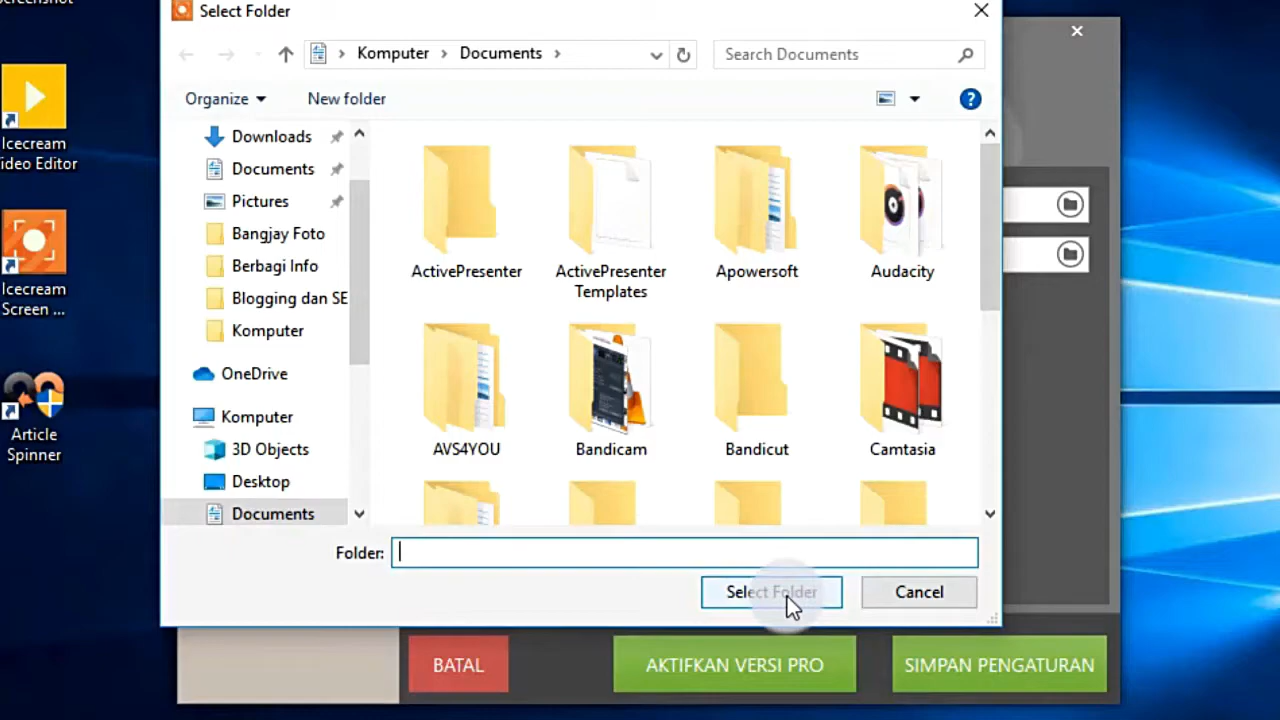 creenshot
Select Folder
Icecream
ideo Editor
Icecream
Screen ...
Article
Spinner
Komputer
Documents
Search Documents
Organize
New folder
Downloads
Documents
Pictures
Bangjay Foto
Berbagi Info
Blogging dan SE
Komputer
OneDrive
Komputer
3D Objects
Desktop
Documents
ActivePresenter
ActivePresenter
Templates
Apowersoft
Audacity
AVS4YOU
Bandicam
Bandicut
Camtasia
Folder:
Select Folder
Cancel
BATAL
AKTIFKAN VERSI PRO
SIMPAN PENGATURAN